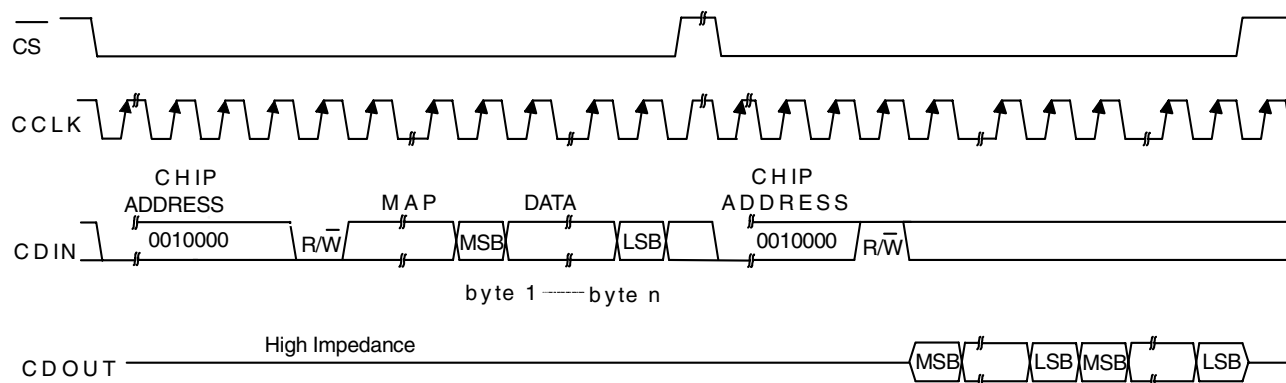 CS
CCLK
CHIP
ADDRESS
MAP
DATA
CHIP
ADDRESS
CDIN
0010000
R/W
MSB
LSB
0010000
R/W
byte 1
byte n
High Impedance
CDOUT
MSB
LSB
MSB
LSB